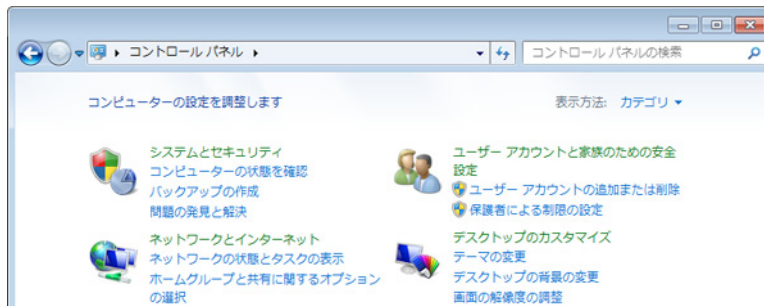 コントロール パネル
コントロール パネルの検索
コンピューターの設定を調整します
表示方法: カテゴリ
システムとセキュリティ
コンピューターの状態を確認
バックアップの作成
問題の発見と解決
ネットワークとインターネット
ネットワークの状態とタスクの表示
ホームグループと共有に関するオプション
の選択
ユーザー アカウントと家族のための安全
設定
ユーザー アカウントの追加または削除
保護者による制限の設定
デスクトップのカスタマイズ
テーマの変更
デスクトップの背景の変更
画面の解像度の調整